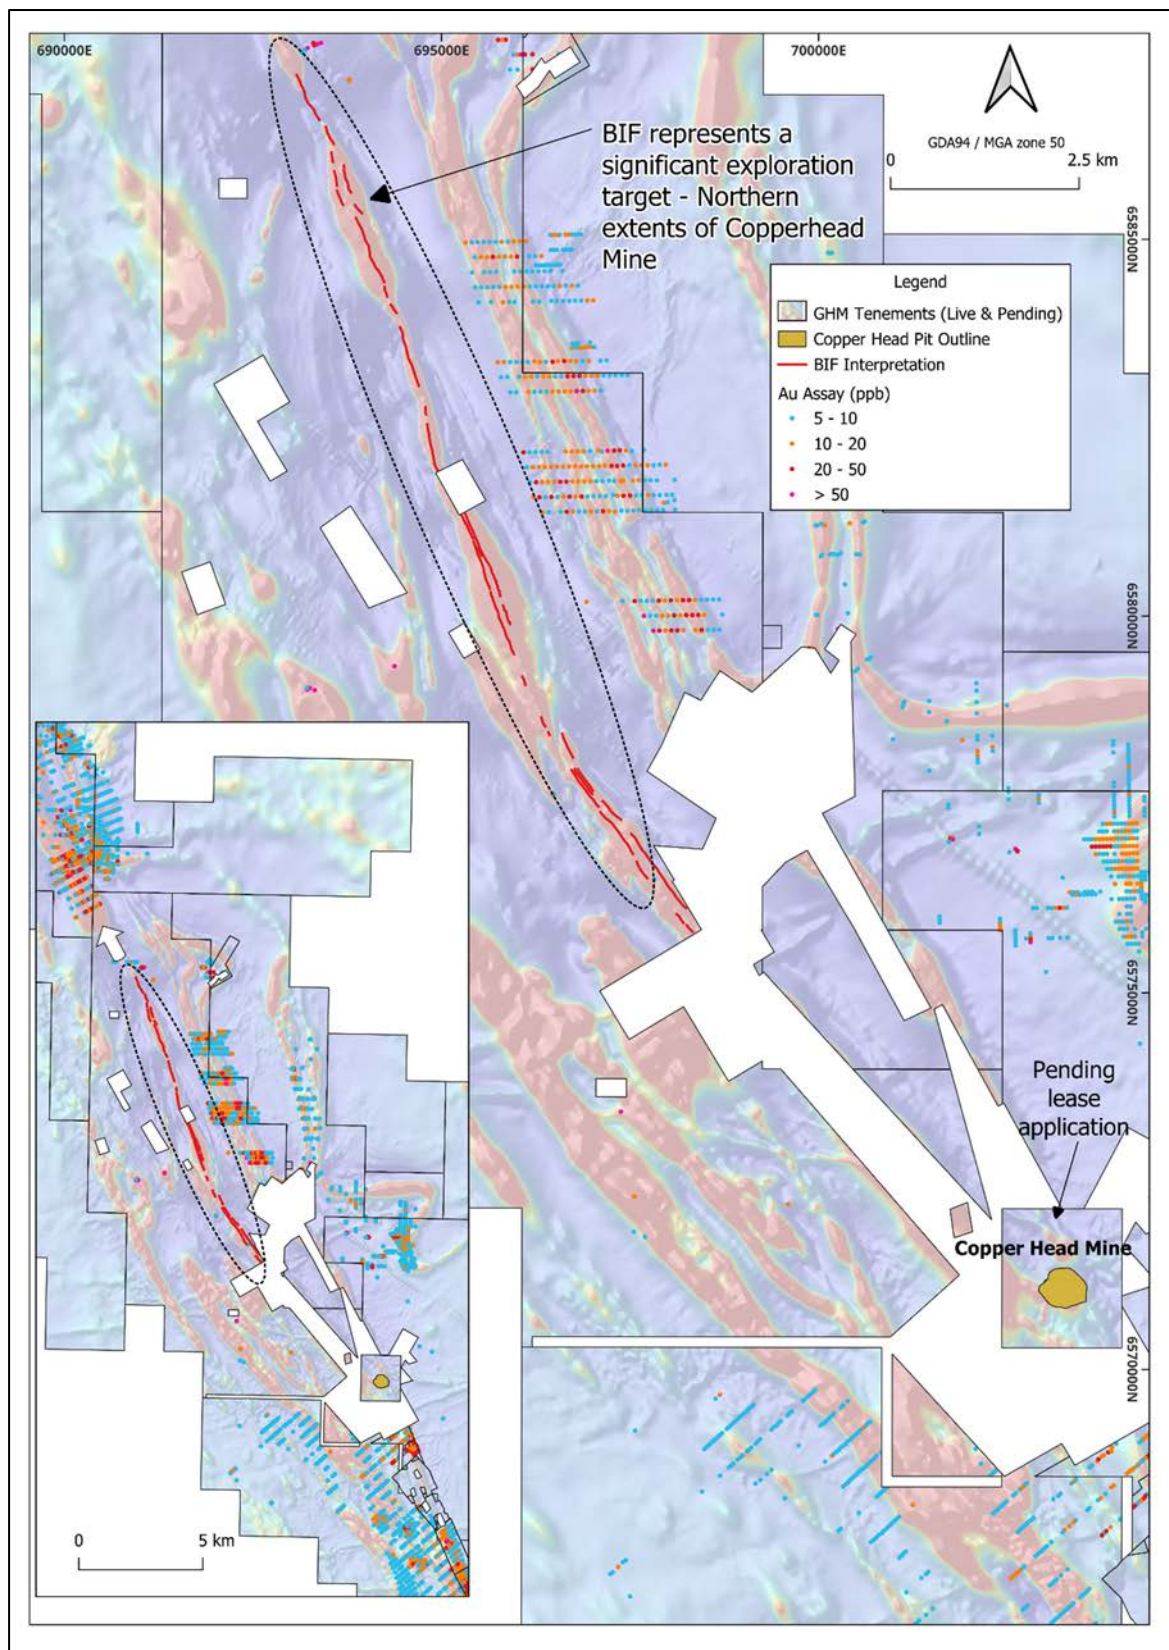 690000E
695000E
700000E
GDA94 / MGA zone 50
0
2.5 km
BIF represents a
significant exploration
target - Northern
extents of Copperhead
Mine
6585000N
Legend
GHM Tenements (Live & Pending)
Copper Head Pit Outline
BIF Interpretation
Au Assay (ppb)
5 - 10
10 - 20
20 - 50
> 50
6580000N
6575000N
Pending
lease
application
Copper Head Mine
6570000N
0
5 km